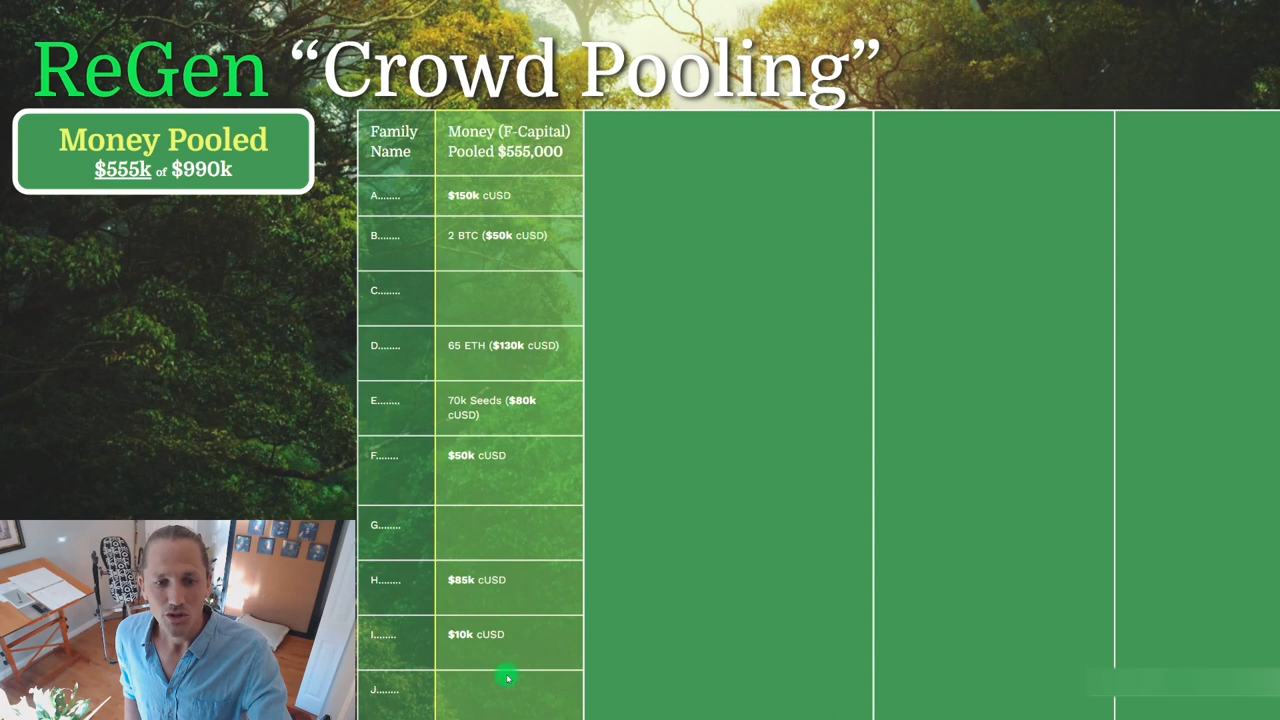 ReGen “Crowd Pooling”
Money Pooled
$555k of $990k
Family Name
Money (F-Capital) Pooled $555,000
A........ $150k cUSD
B........ 2 BTC ($50k cUSD)
C........
D........ 65 ETH ($130k cUSD)
E........ 70k Seeds ($80k cUSD)
F........ $50k cUSD
G........
H........ $85k cUSD
I........ $10k cUSD
J........